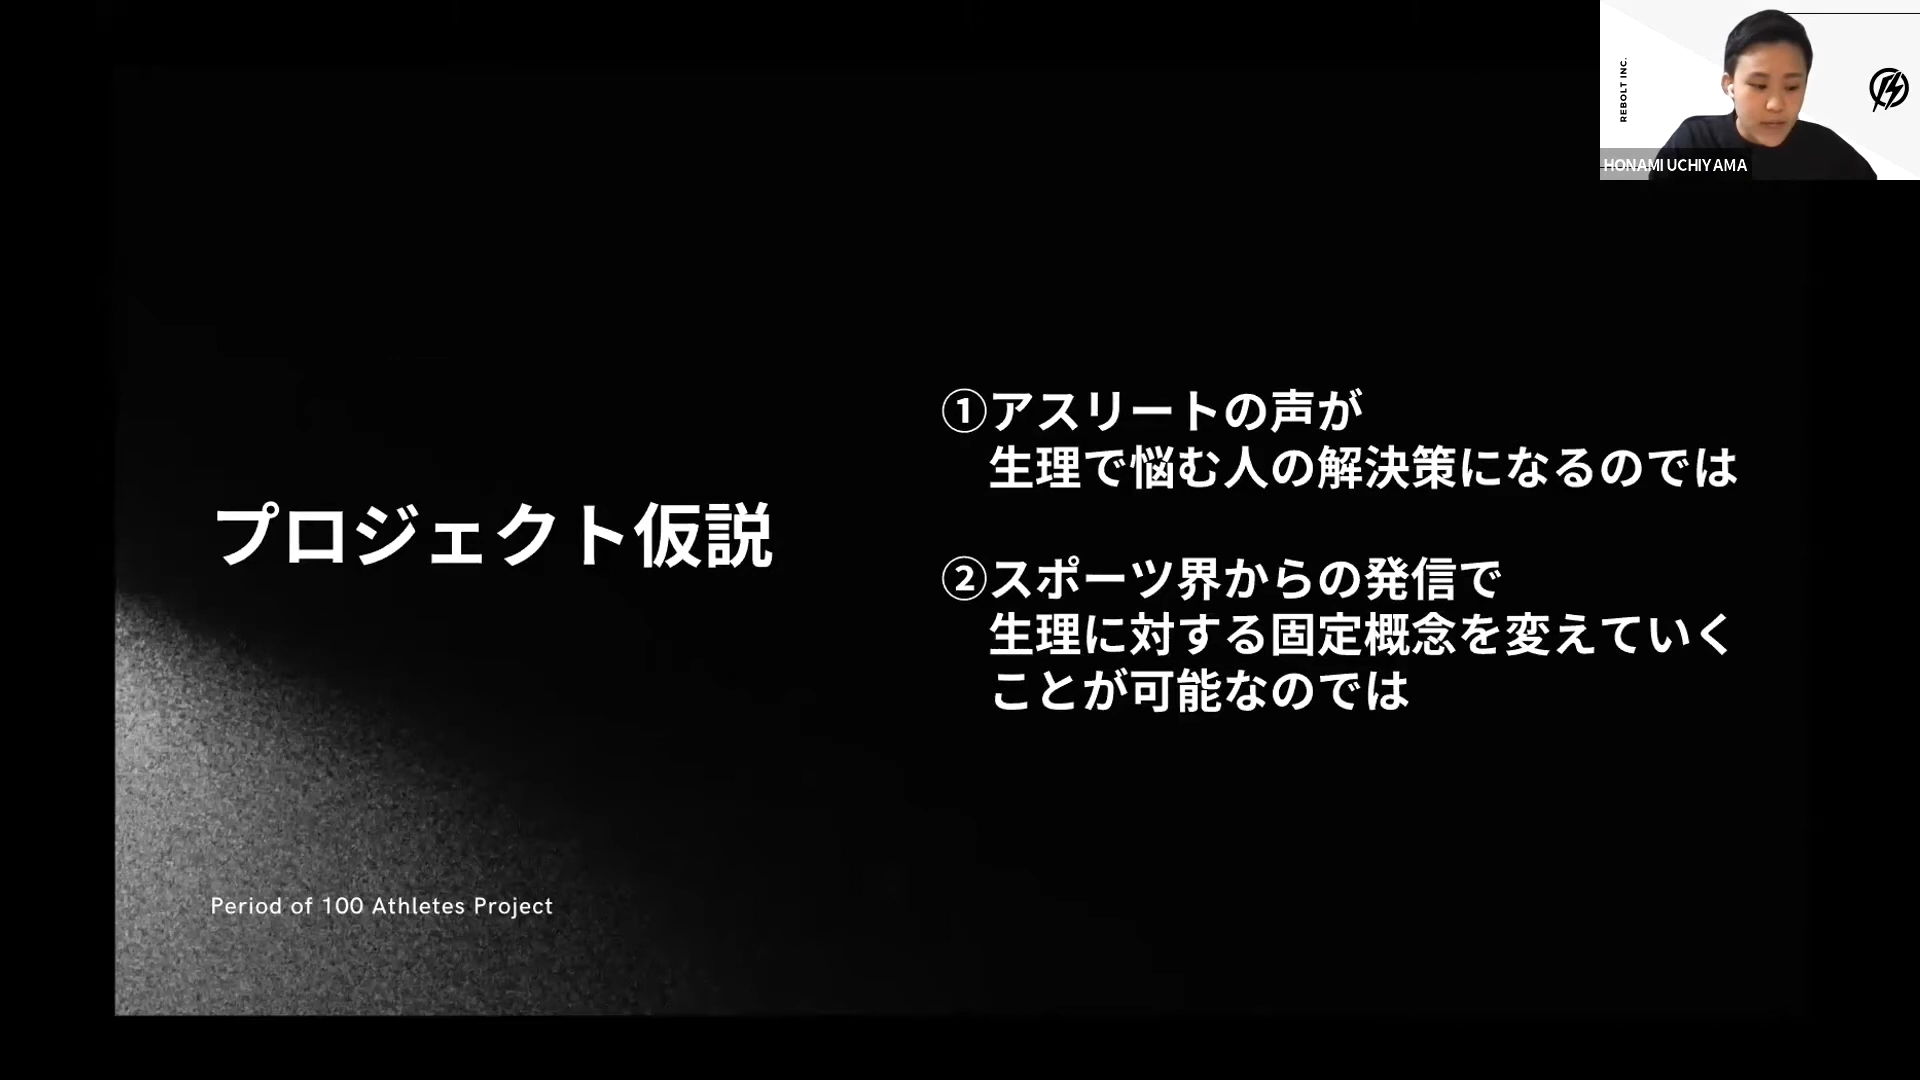 プロジェクト仮説
①アスリートの声が
生理で悩む人の解決策になるのでは
②スポーツ界からの発信で
生理に対する固定概念を変えていく
ことが可能なのでは
Period of 100 Athletes Project
REBOLT INC.
HONAMI UCHIYAMA